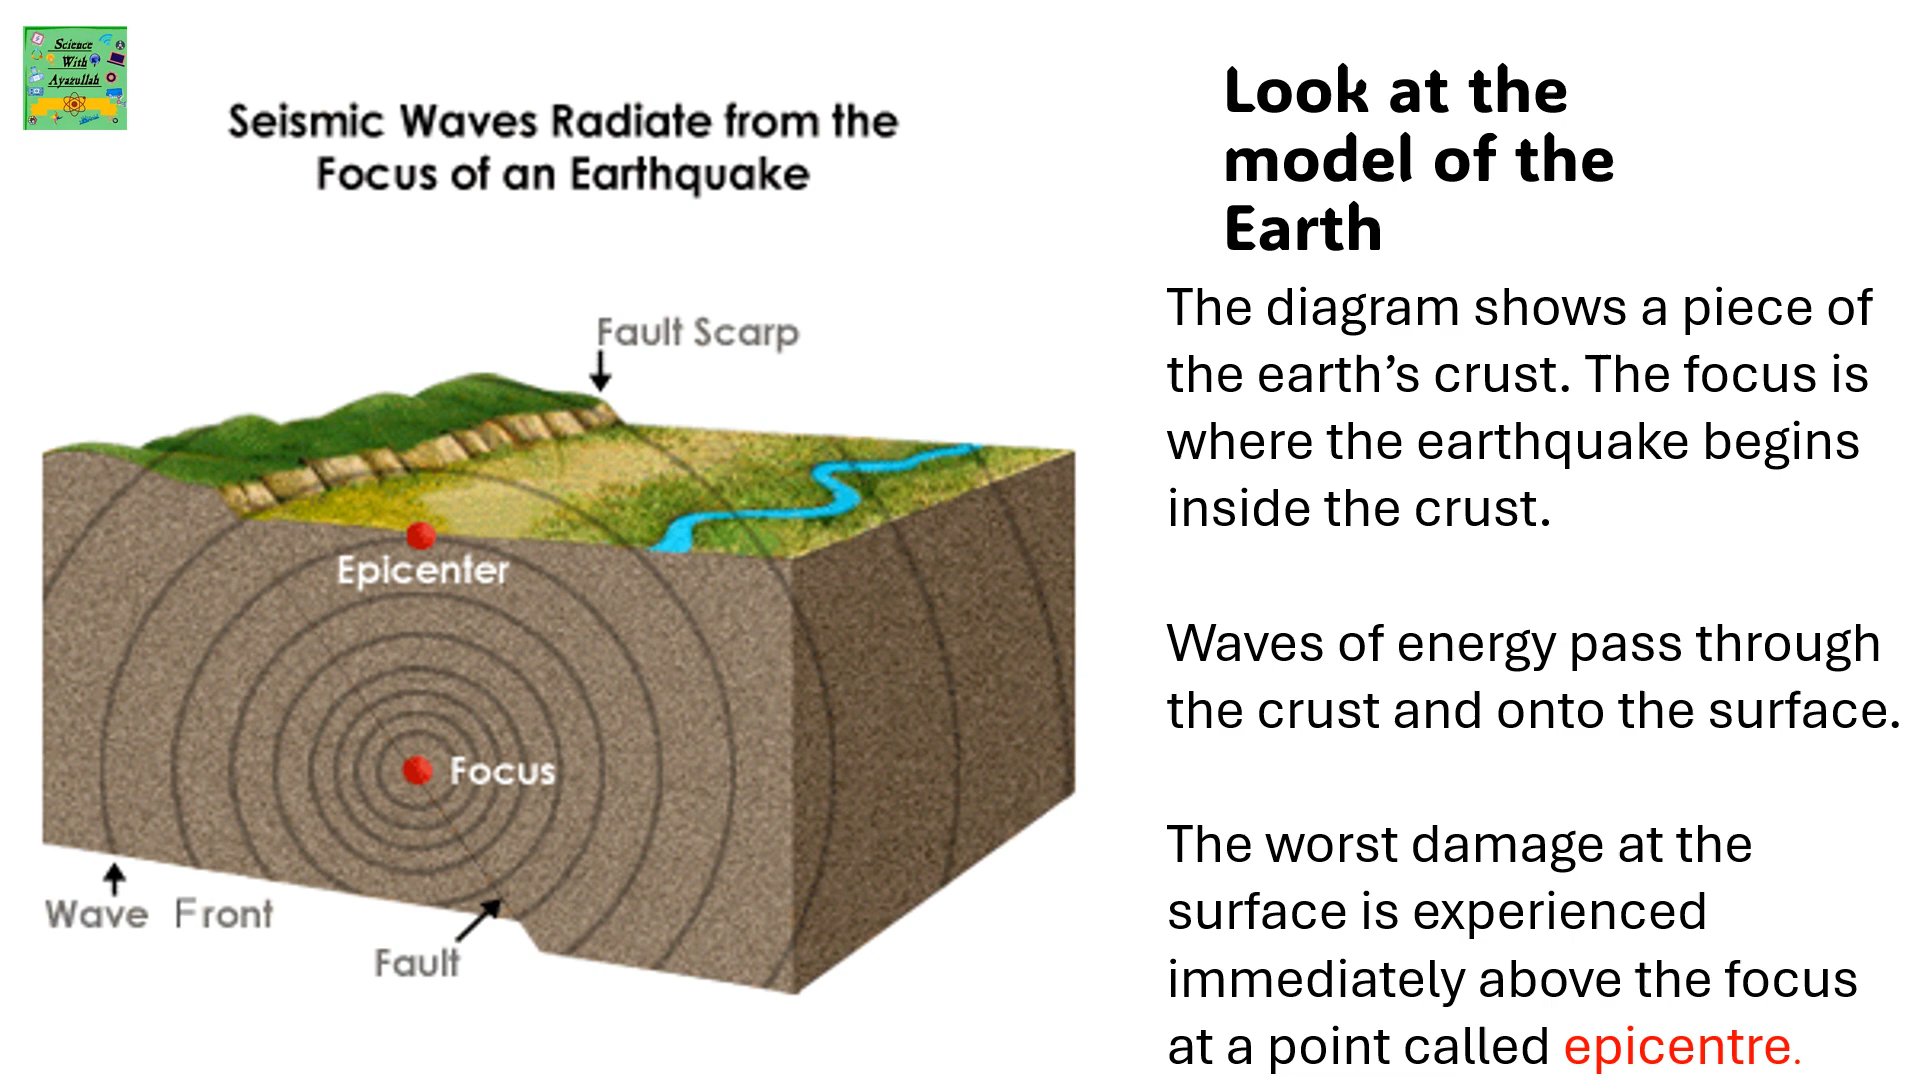 Science
With
Ayazullah
Seismic Waves Radiate from the
Focus of an Earthquake
Fault Scarp
Epicenter
Focus
Wave Front
Fault
Look at the
model of the
Earth
The diagram shows a piece of
the earth’s crust. The focus is
where the earthquake begins
inside the crust.
Waves of energy pass through
the crust and onto the surface.
The worst damage at the
surface is experienced
immediately above the focus
at a point called epicentre.